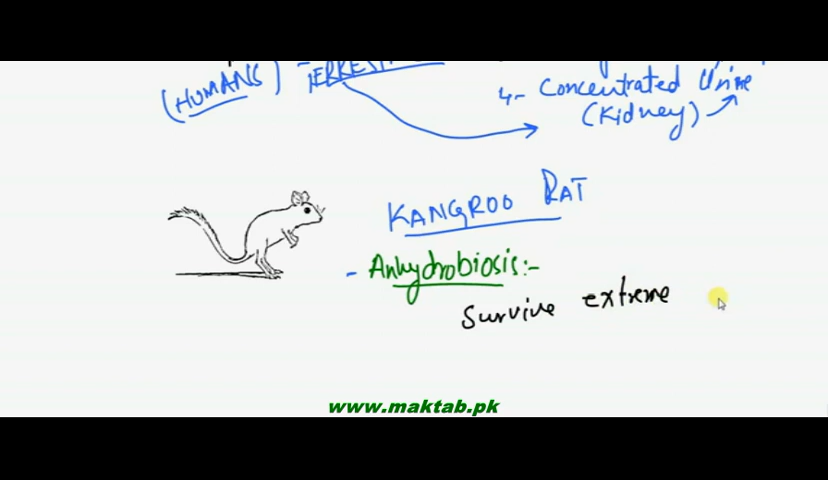 (HUMANS)
4- Concentrated Urine
(Kidney)
KANGROO RAT
- Anhydrobiosis:-
Survive extreme
www.maktab.pk